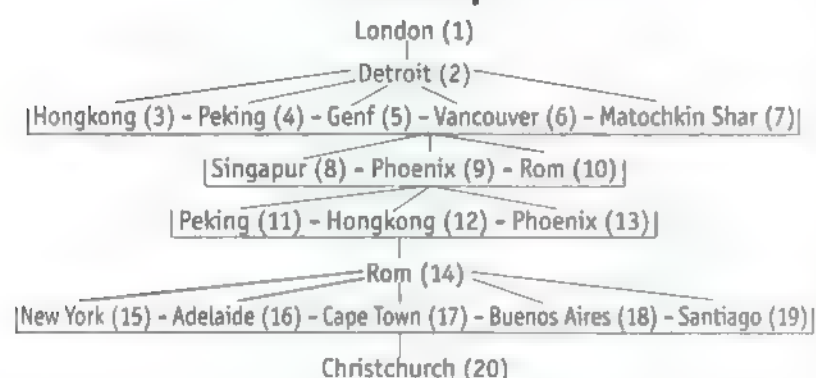 London (1)
Detroit (2)
Hongkong (3) - Peking (4) - Genf (5) - Vancouver (6) - Matochkin Shar (7)
Singapur (8) - Phoenix (9) - Rom (10)
Peking (11) - Hongkong (12) - Phoenix (13)
Rom (14)
New York (15) - Adelaide (16) - Cape Town (17) - Buenos Aires (18) - Santiago (19)
Christchurch (20)